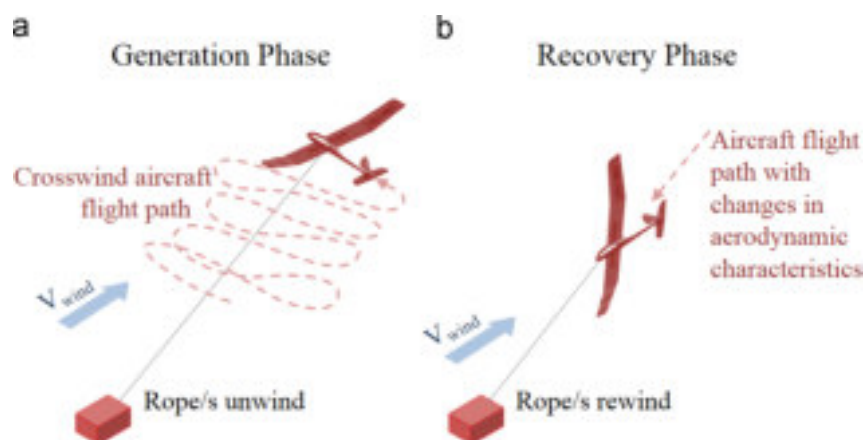 a
Generation Phase
Crosswind aircraft
flight path
V wind
Rope/s unwind
b
Recovery Phase
Aircraft flight
path with
changes in
aerodynamic
characteristics
V wind
Rope/s rewind